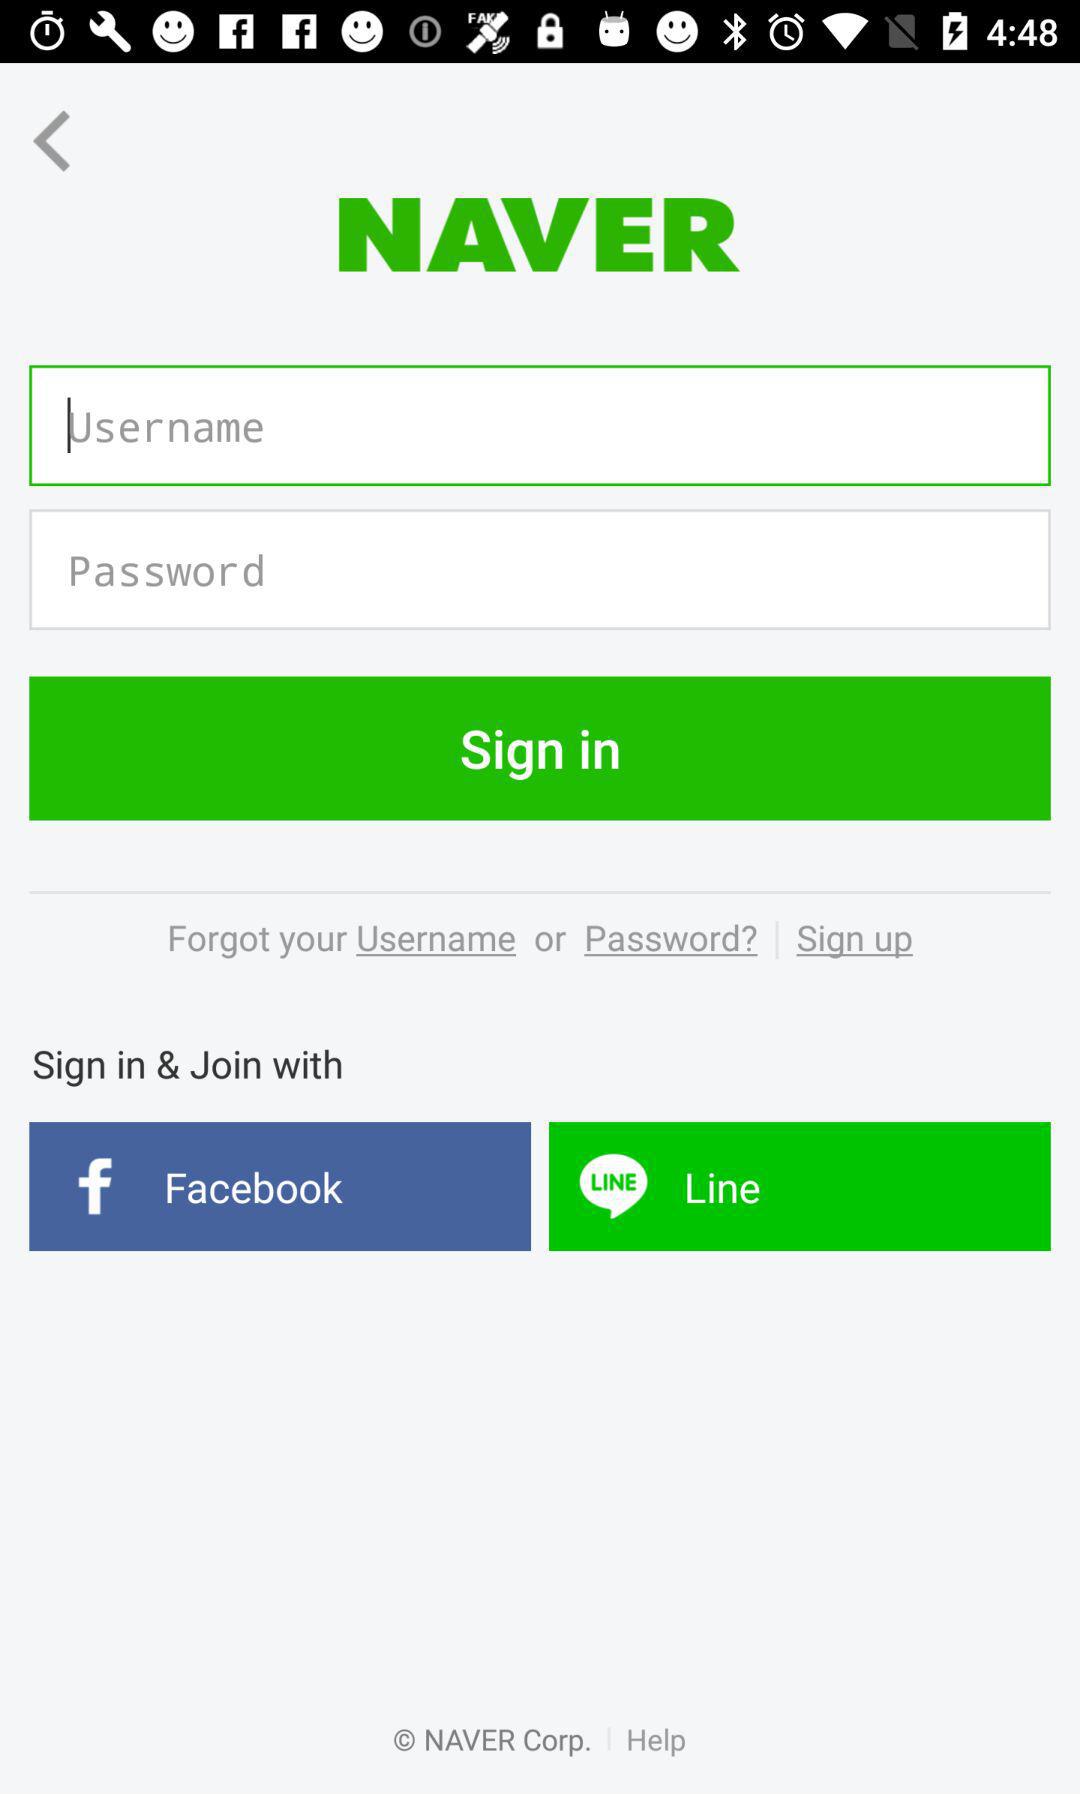 FAKE
4:48
NAVER
Username
Password
Sign in
Forgot your Username or Password? Sign up
Sign in & Join with
Facebook
LINE Line
© NAVER Corp. Help